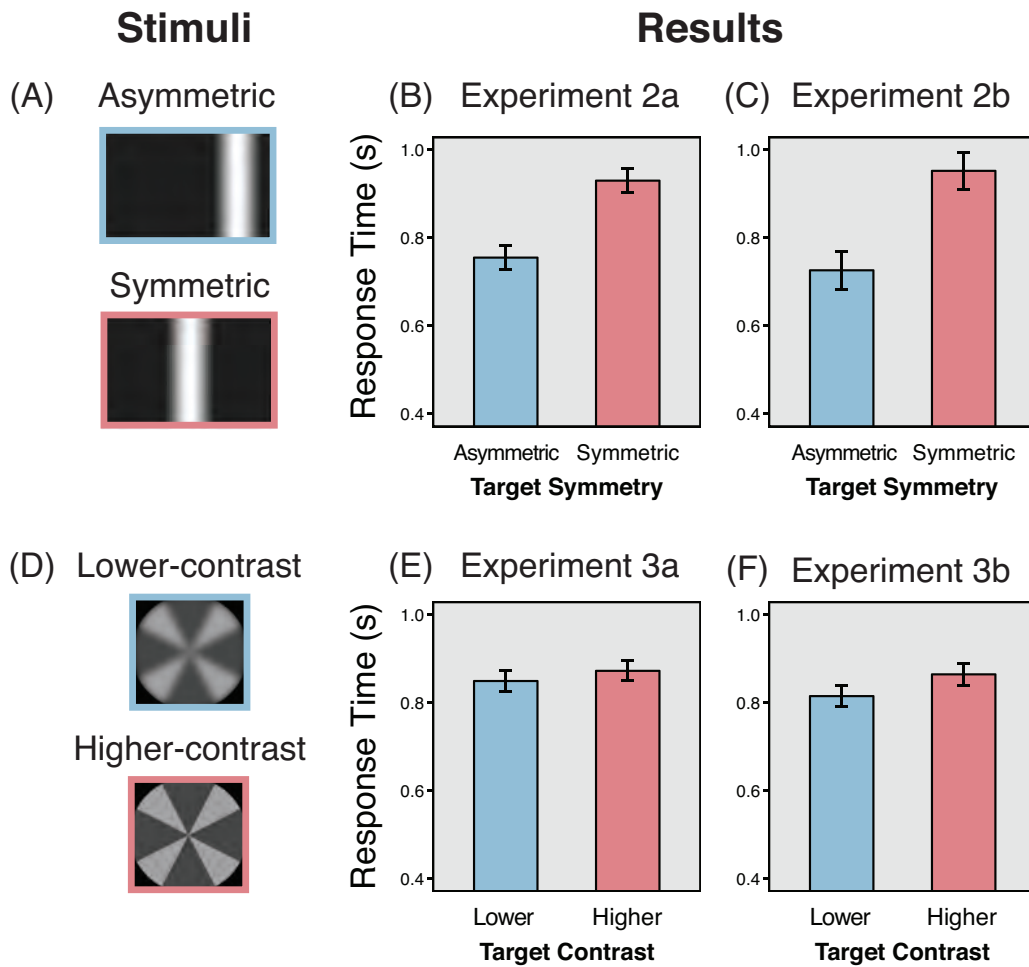 Stimuli
Results
(A) Asymmetric
Symmetric
(B) Experiment 2a
Response Time (s)
1.0
0.8
0.6
0.4
Asymmetric Symmetric
Target Symmetry
(C) Experiment 2b
1.0
0.8
0.6
0.4
Asymmetric Symmetric
Target Symmetry
(D) Lower-contrast
Higher-contrast
(E) Experiment 3a
Response Time (s)
1.0
0.8
0.6
0.4
Lower Higher
Target Contrast
(F) Experiment 3b
1.0
0.8
0.6
0.4
Lower Higher
Target Contrast